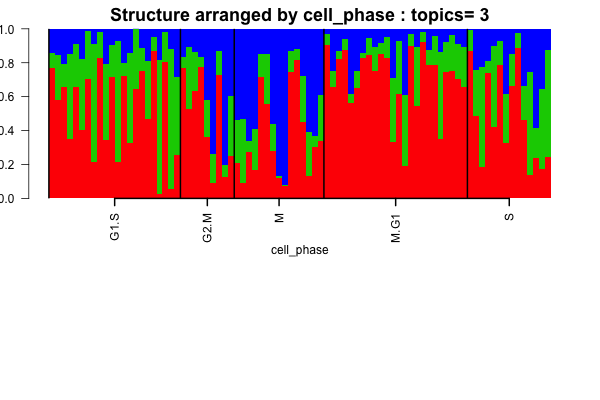 Structure arranged by cell_phase : topics= 3
1.0
0.8
0.6
0.4
0.2
0.0
G1.S
G2.M
M
M.G1
S
cell_phase